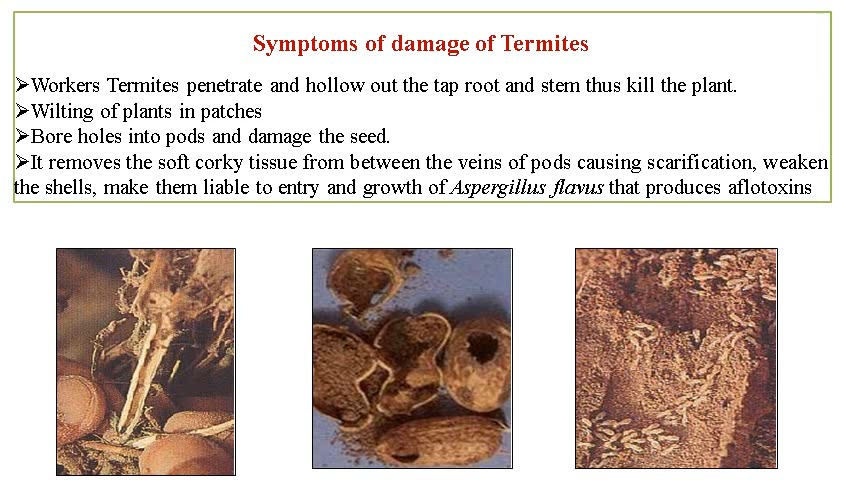 Symptoms of damage of Termites
➢Workers Termites penetrate and hollow out the tap root and stem thus kill the plant.
➢Wilting of plants in patches
➢Bore holes into pods and damage the seed.
➢It removes the soft corky tissue from between the veins of pods causing scarification, weaken
the shells, make them liable to entry and growth of Aspergillus flavus that produces aflotoxins